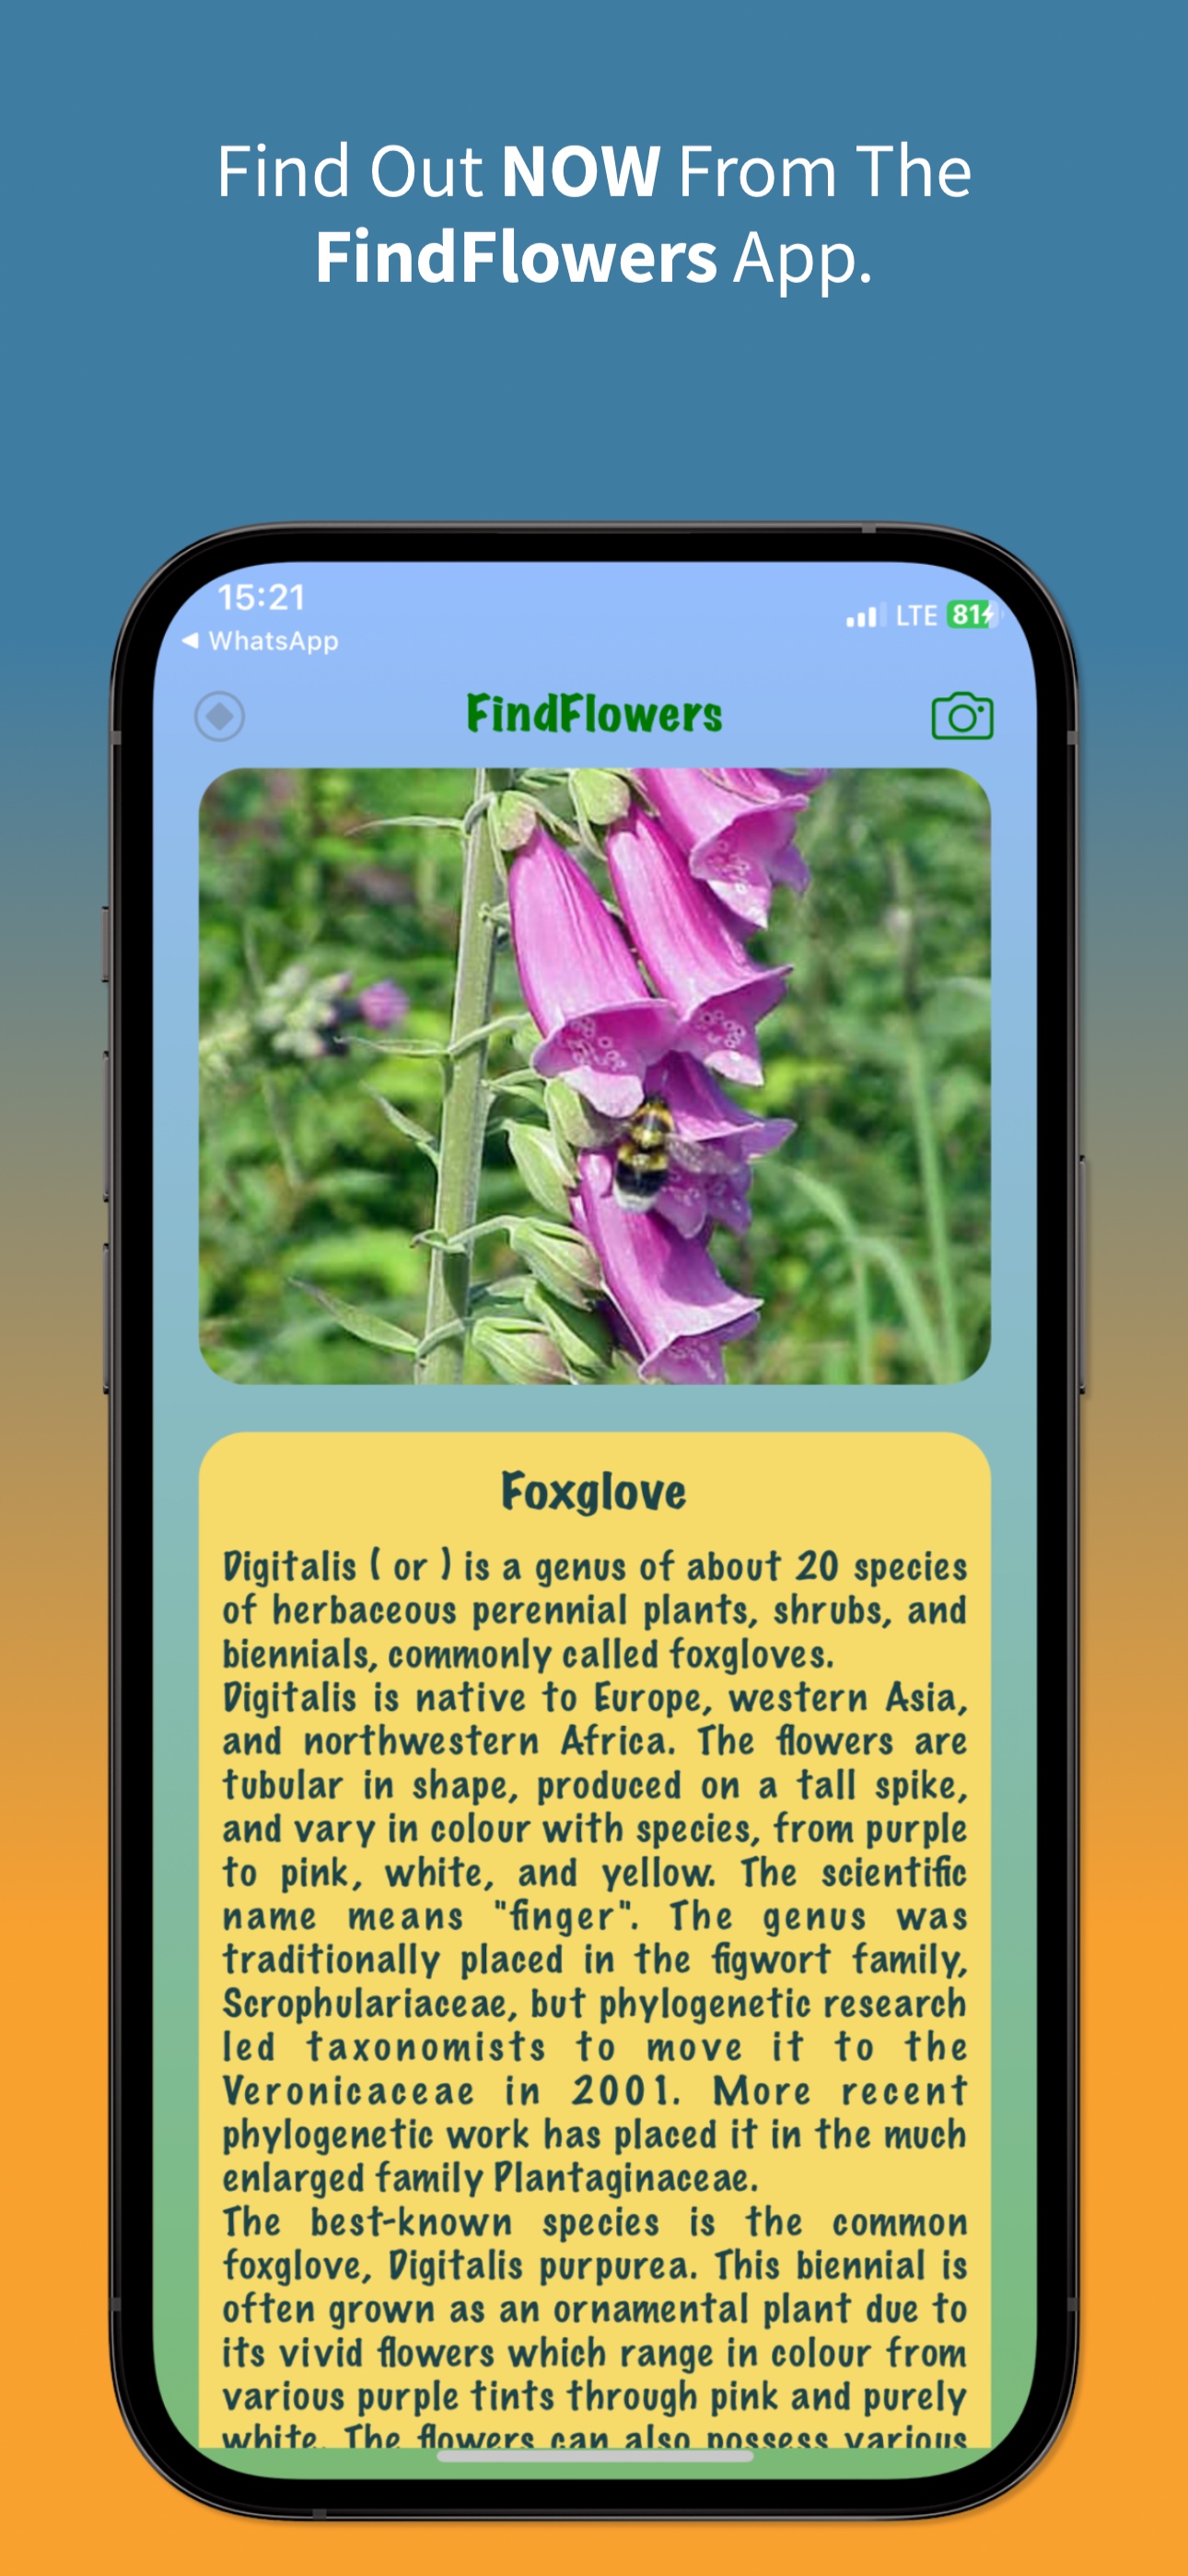 Find Out NOW From The
FindFlowers App.
15:21
WhatsApp
LTE 81
FindFlowers
Foxglove
Digitalis ( or ) is a genus of about 20 species
of herbaceous perennial plants, shrubs, and
biennials, commonly called foxgloves.
Digitalis is native to Europe, western Asia,
and northwestern Africa. The flowers are
tubular in shape, produced on a tall spike,
and vary in colour with species, from purple
to pink, white, and yellow. The scientific
name means "finger". The genus was
traditionally placed in the figwort family,
Scrophulariaceae, but phylogenetic research
led taxonomists to move it to the
Veronicaceae in 2001. More recent
phylogenetic work has placed it in the much
enlarged family Plantaginaceae.
The best-known species is the common
foxglove, Digitalis purpurea. This biennial is
often grown as an ornamental plant due to
its vivid flowers which range in colour from
various purple tints through pink and purely
white. The flowers can also possess various